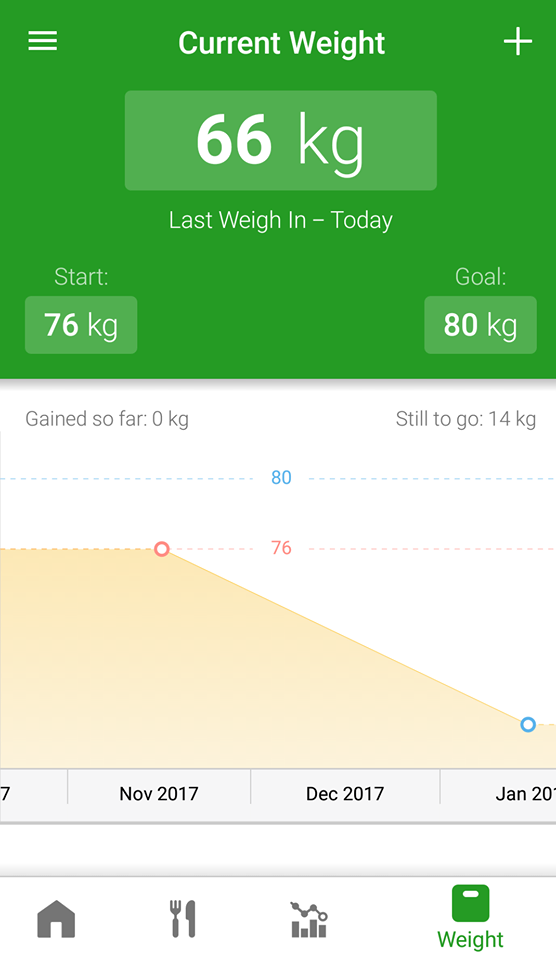 Current Weight
66 kg
Last Weigh In – Today
Start:
Goal:
76 kg
80 kg
Gained so far: 0 kg
Still to go: 14 kg
80
76
7
Nov 2017
Dec 2017
Jan 201
Weight